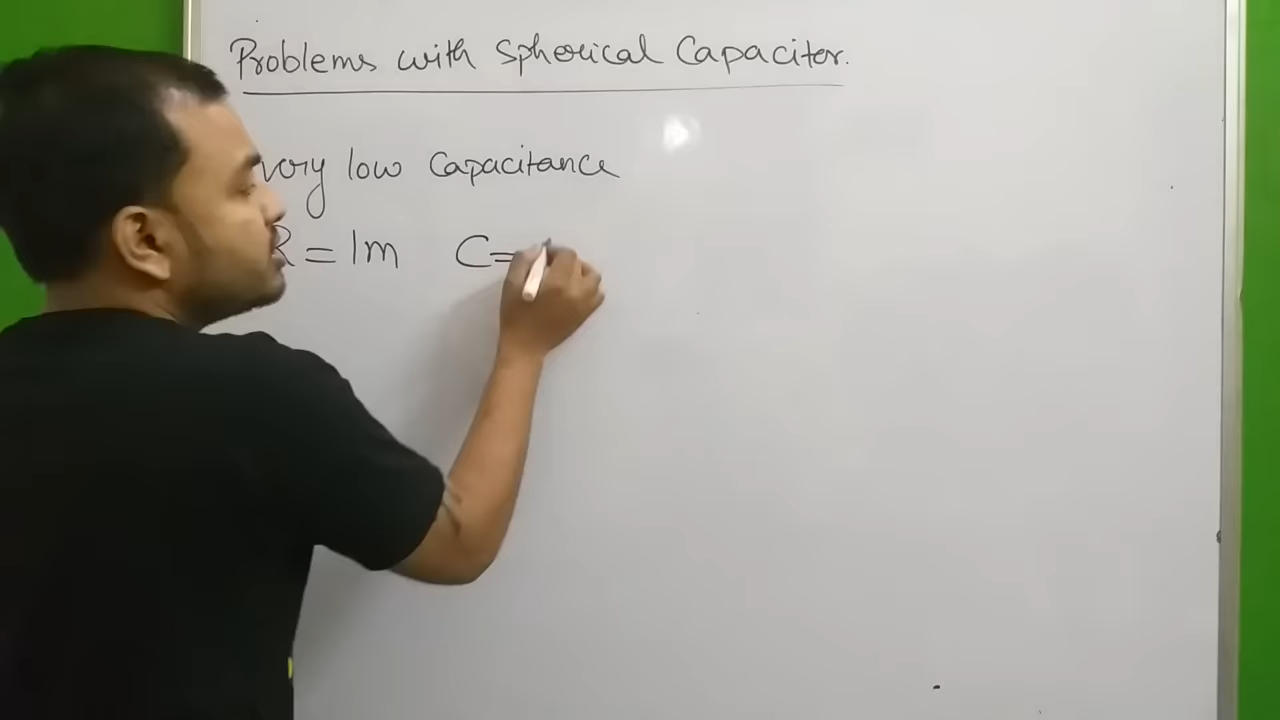 Problems with Spherical Capacitor.
very low Capacitance
R = 1m C=